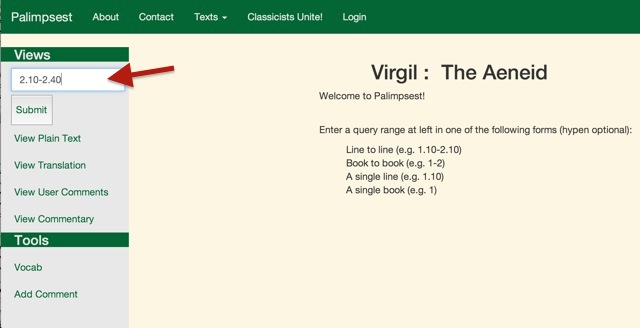 Palimpsest About Contact Texts Classicists Unite! Login
Views
2.10-2.40
Submit
View Plain Text
View Translation
View User Comments
View Commentary
Tools
Vocab
Add Comment
Virgil : The Aeneid
Welcome to Palimpsest!
Enter a query range at left in one of the following forms (hypen optional):
Line to line (e.g. 1.10-2.10)
Book to book (e.g. 1-2)
A single line (e.g. 1.10)
A single book (e.g. 1)